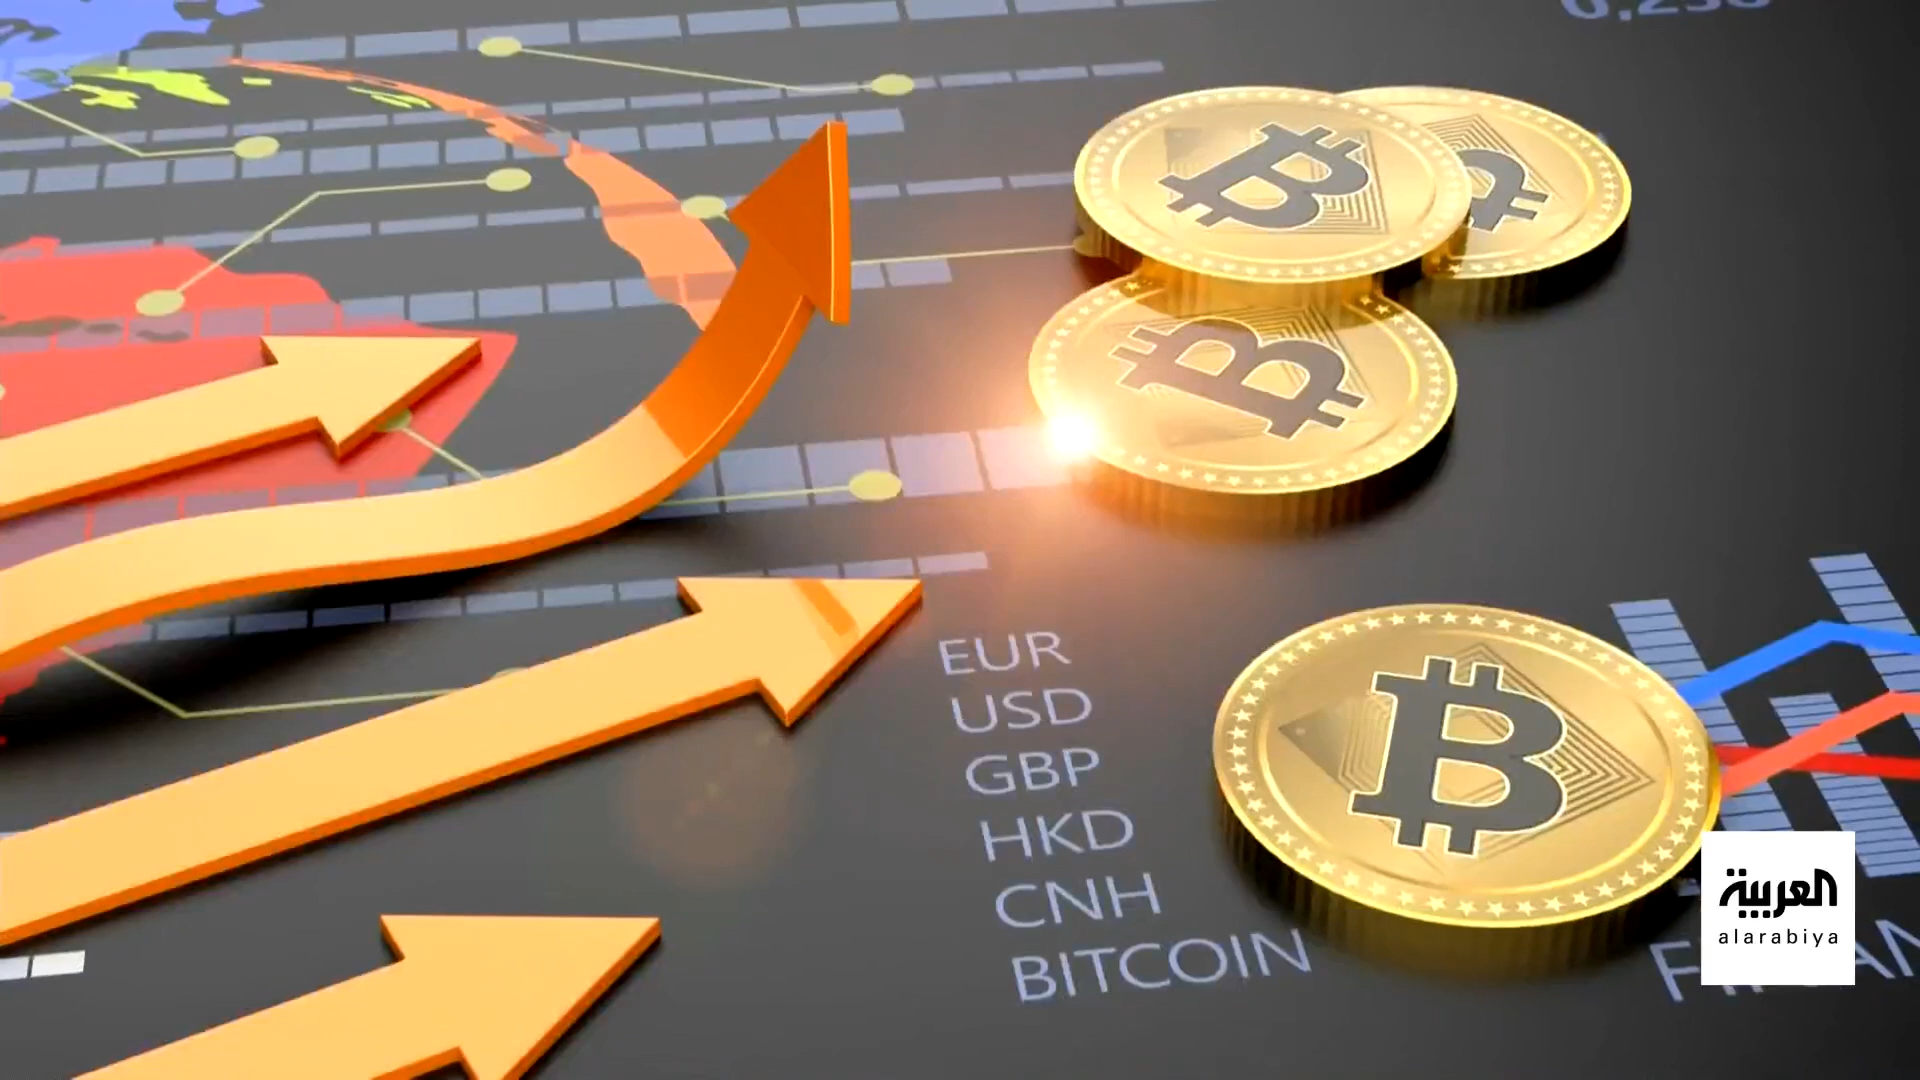 EUR
USD
GBP
HKD
CNH
BITCOIN
العربية
alarabiya